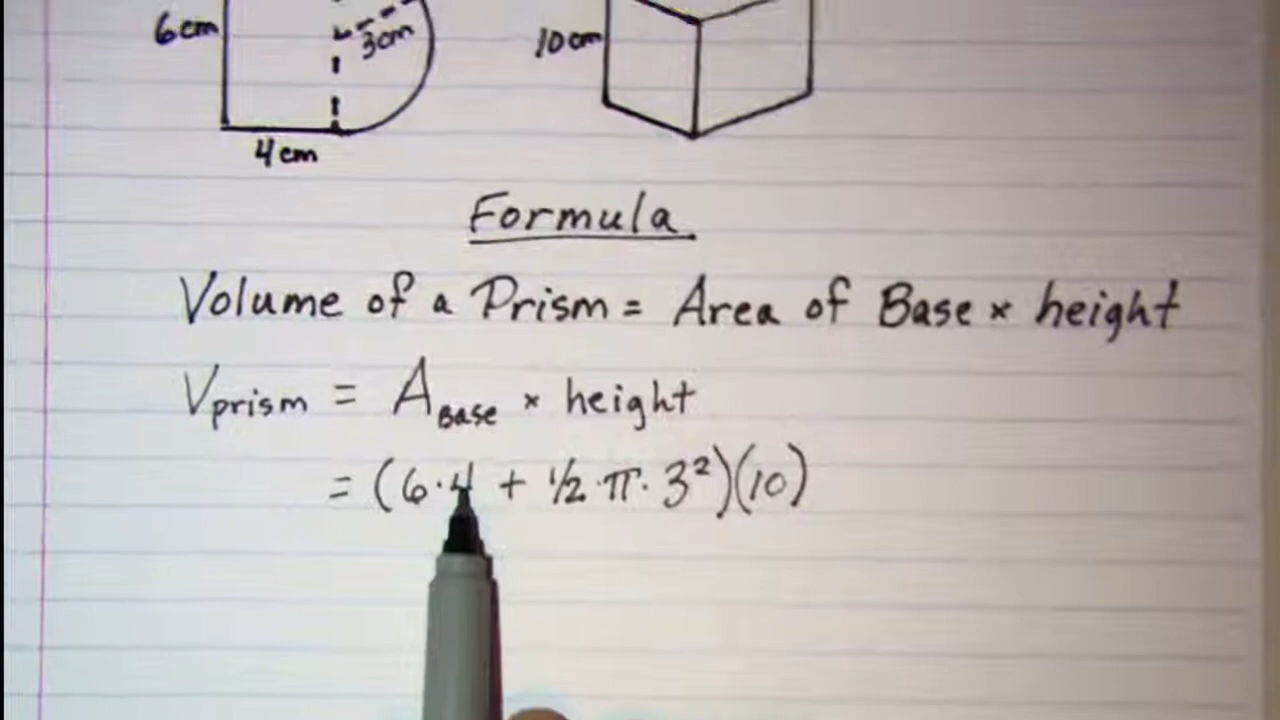 6cm
3cm
10cm
4cm
Formula
Volume of a Prism = Area of Base × height
Vprism = ABase × height
= (6·4 + 1/2·π·3²)(10)